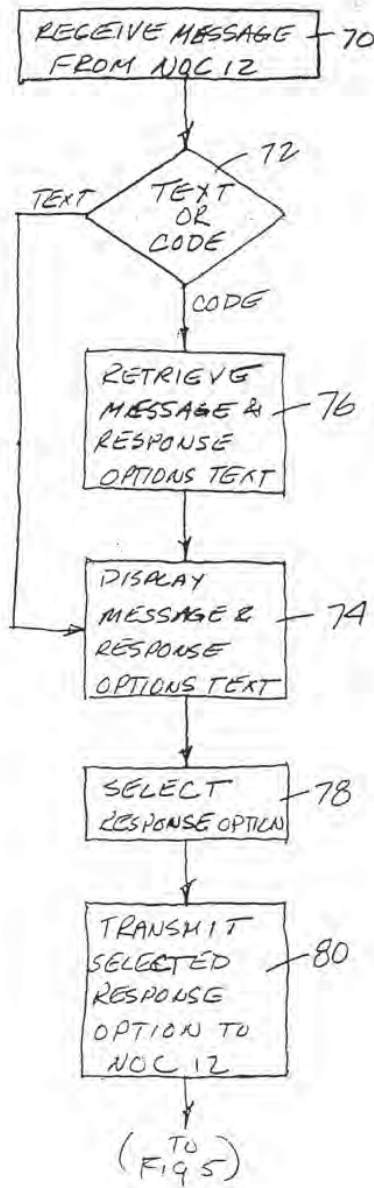 RECEIVE MESSAGE
FROM NOC 12
70
72
TEXT
TEXT
OR
CODE
CODE
RETRIEVE
MESSAGE &
RESPONSE
OPTIONS TEXT
76
DISPLAY
MESSAGE &
RESPONSE
OPTIONS TEXT
74
SELECT
RESPONSE OPTION
78
TRANSMIT
SELECTED
RESPONSE
OPTION TO
NOC 12
80
(TO
FIG 5)